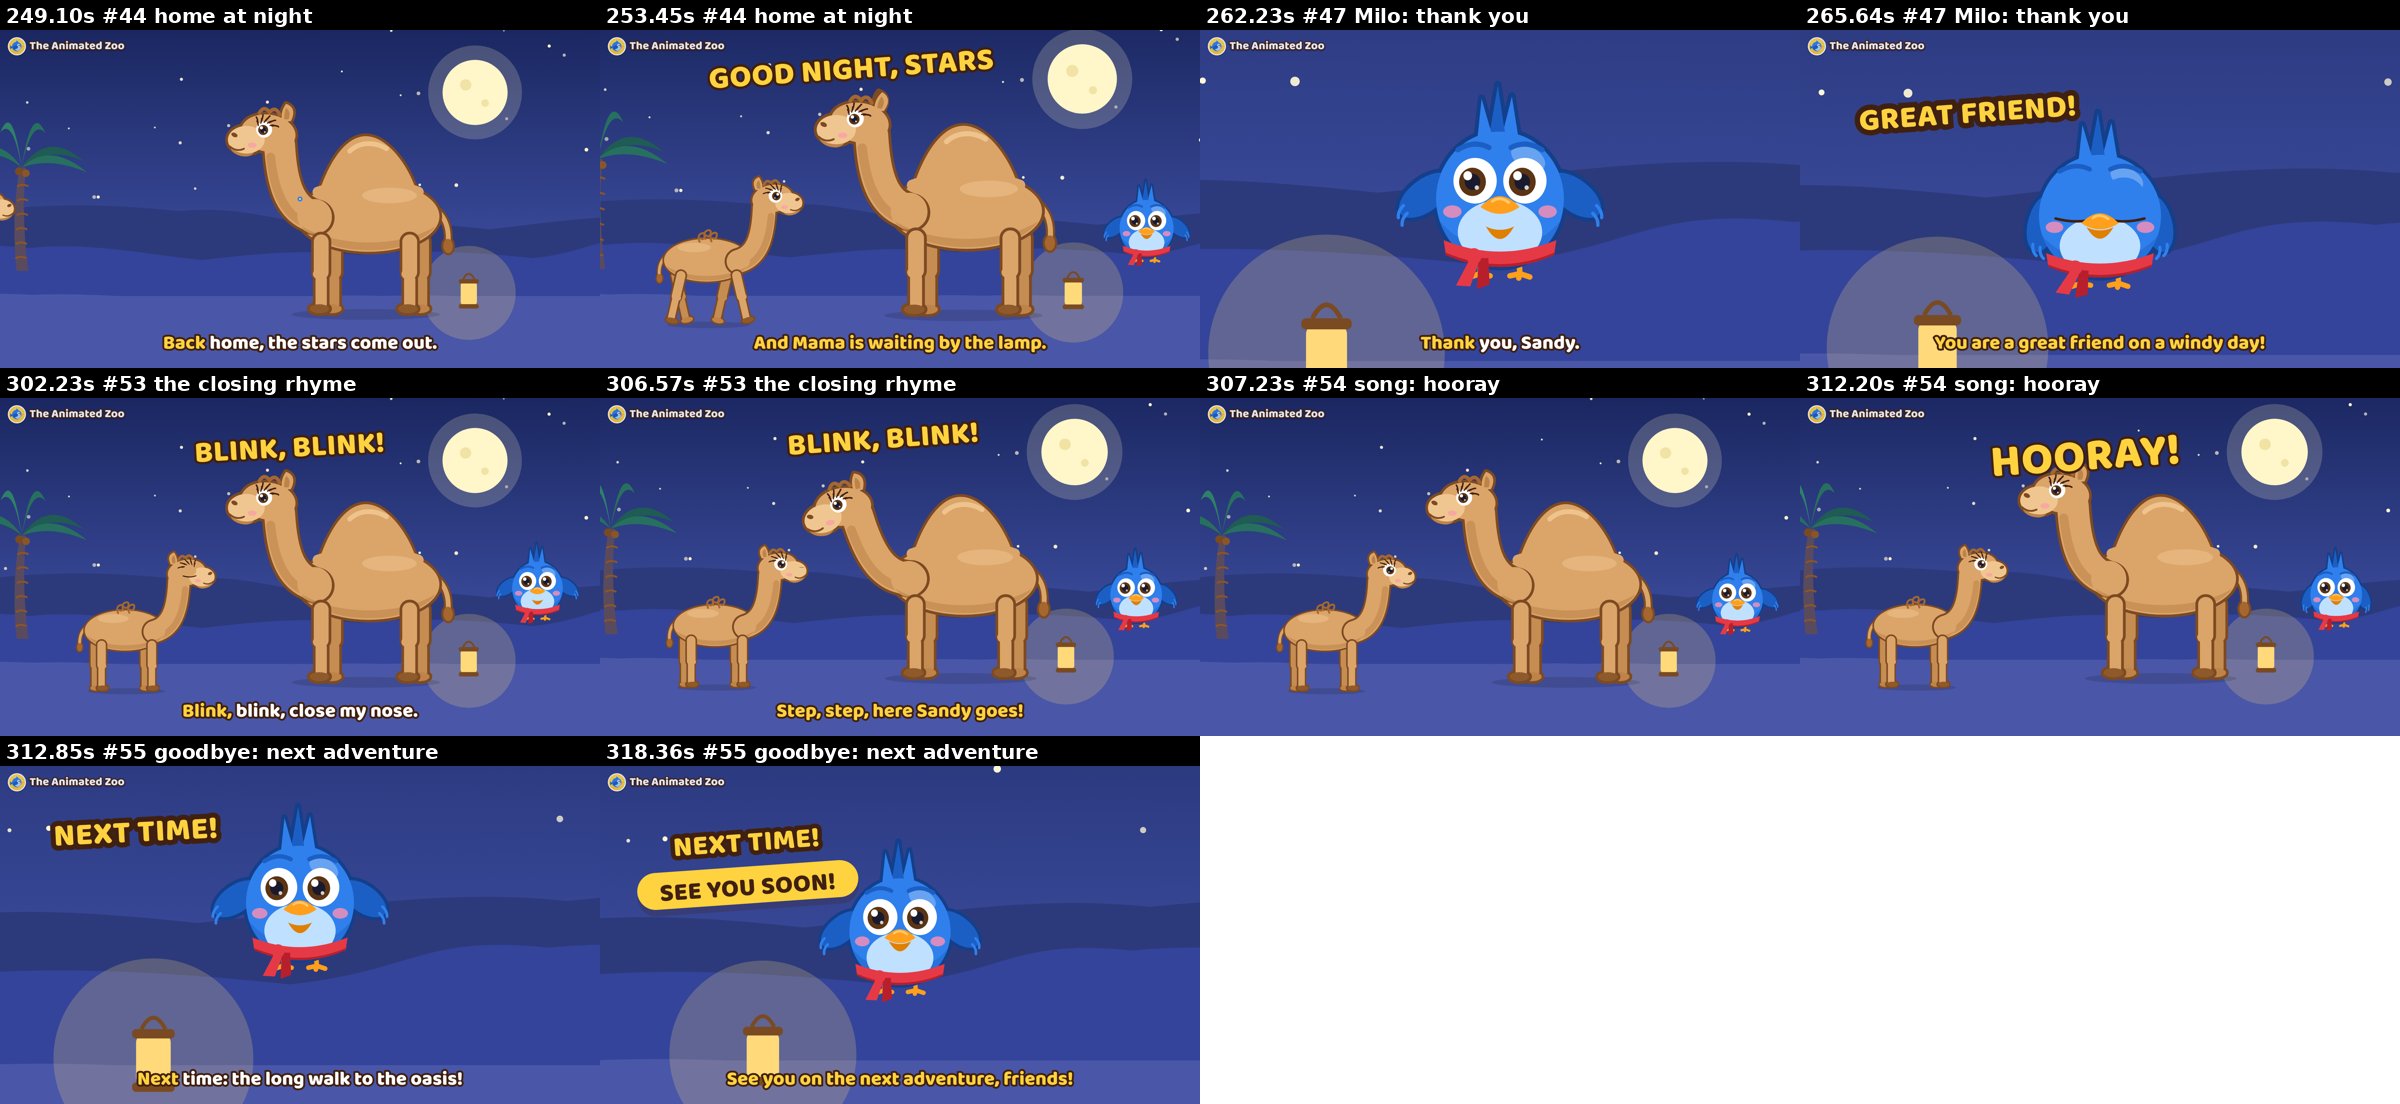 249.10s #44 home at night
The Animated Zoo
Back home, the stars come out.
253.45s #44 home at night
The Animated Zoo
GOOD NIGHT, STARS
And Mama is waiting by the lamp.
262.23s #47 Milo: thank you
The Animated Zoo
Thank you, Sandy.
265.64s #47 Milo: thank you
The Animated Zoo
GREAT FRIEND!
You are a great friend on a windy day!
302.23s #53 the closing rhyme
The Animated Zoo
BLINK, BLINK!
Blink, blink, close my nose.
306.57s #53 the closing rhyme
The Animated Zoo
BLINK, BLINK!
Step, step, here Sandy goes!
307.23s #54 song: hooray
The Animated Zoo
312.20s #54 song: hooray
The Animated Zoo
HOORAY!
312.85s #55 goodbye: next adventure
The Animated Zoo
NEXT TIME!
Next time: the long walk to the oasis!
318.36s #55 goodbye: next adventure
The Animated Zoo
NEXT TIME!
SEE YOU SOON!
See you on the next adventure, friends!